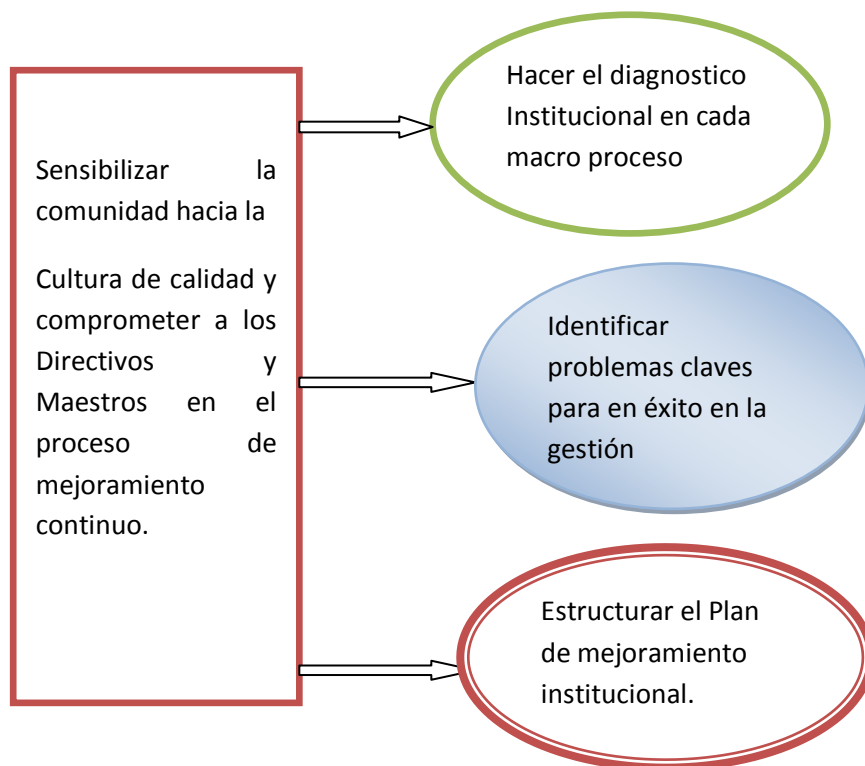 Sensibilizar la
comunidad hacia la
Cultura de calidad y
comprometer a los
Directivos y
Maestros en el
proceso de
mejoramiento
continuo.
Hacer el diagnostico
Institucional en cada
macro proceso
Identificar
problemas claves
para en éxito en la
gestión
Estructurar el Plan
de mejoramiento
institucional.